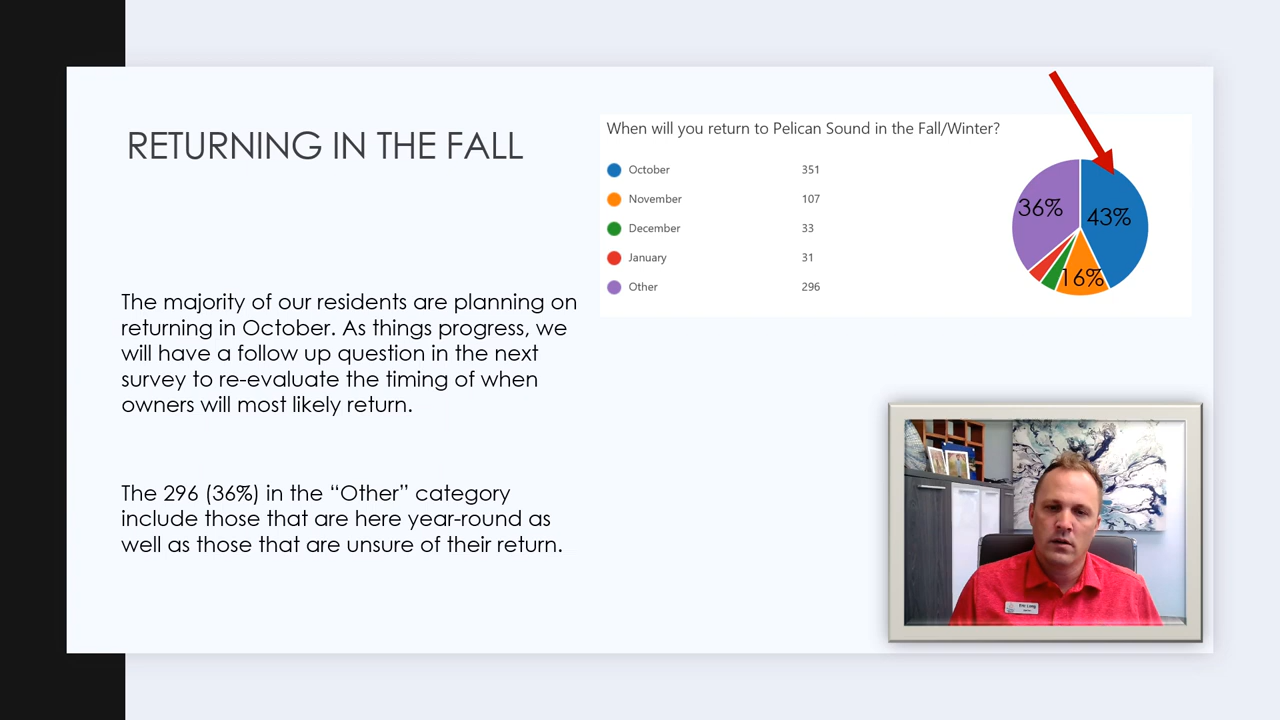 RETURNING IN THE FALL
The majority of our residents are planning on
returning in October. As things progress, we
will have a follow up question in the next
survey to re-evaluate the timing of when
owners will most likely return.
The 296 (36%) in the “Other” category
include those that are here year-round as
well as those that are unsure of their return.
When will you return to Pelican Sound in the Fall/Winter?
October 351
November 107
December 33
January 31
Other 296
36%
43%
16%